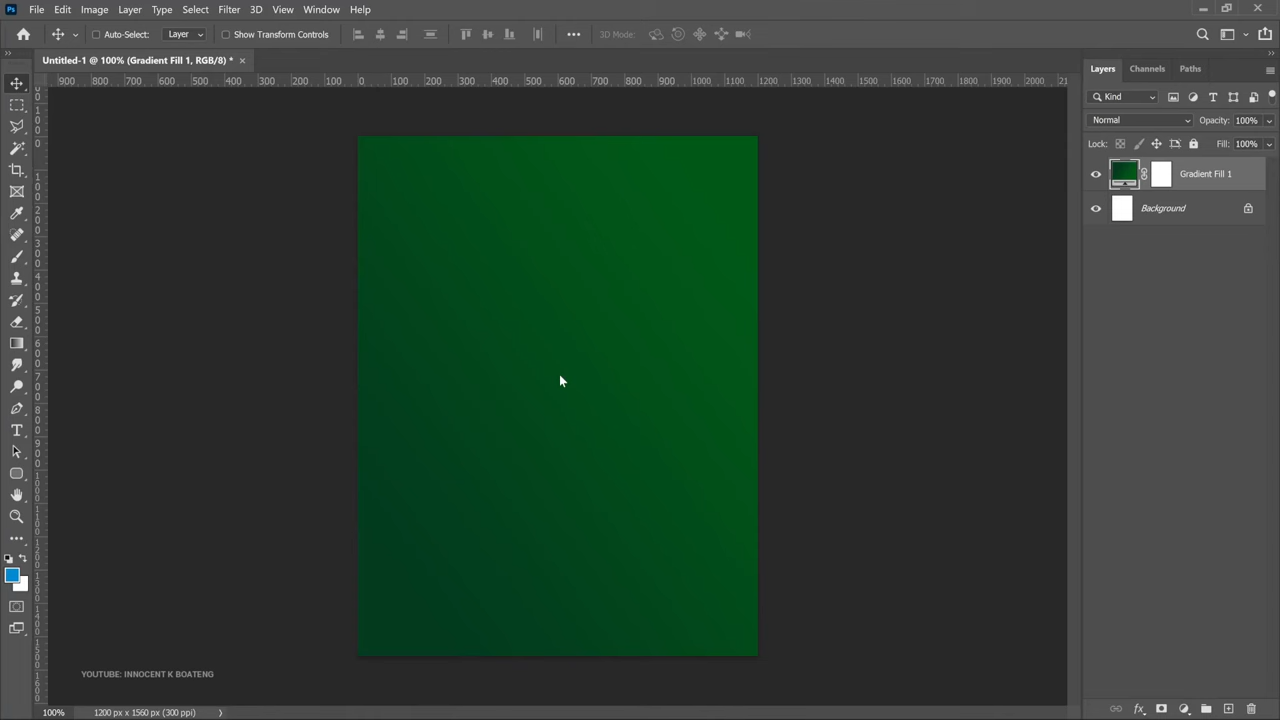 Ps File Edit Image Layer Type Select Filter 3D View Window Help
Auto-Select: Layer Show Transform Controls 3D Mode:
Untitled-1 @ 100% (Gradient Fill 1, RGB/8) *
900 800 700 600 500 400 300 200 100 0 100 200 300 400 500 600 700 800 900 1000 1100 1200 1300 1400 1500 1600 1700 1800 1900 2000
Layers Channels Paths
Kind
Normal Opacity: 100%
Lock: Fill: 100%
Gradient Fill 1
Background
YOUTUBE: INNOCENT K BOATENG
100% 1200 px x 1560 px (300 ppi)